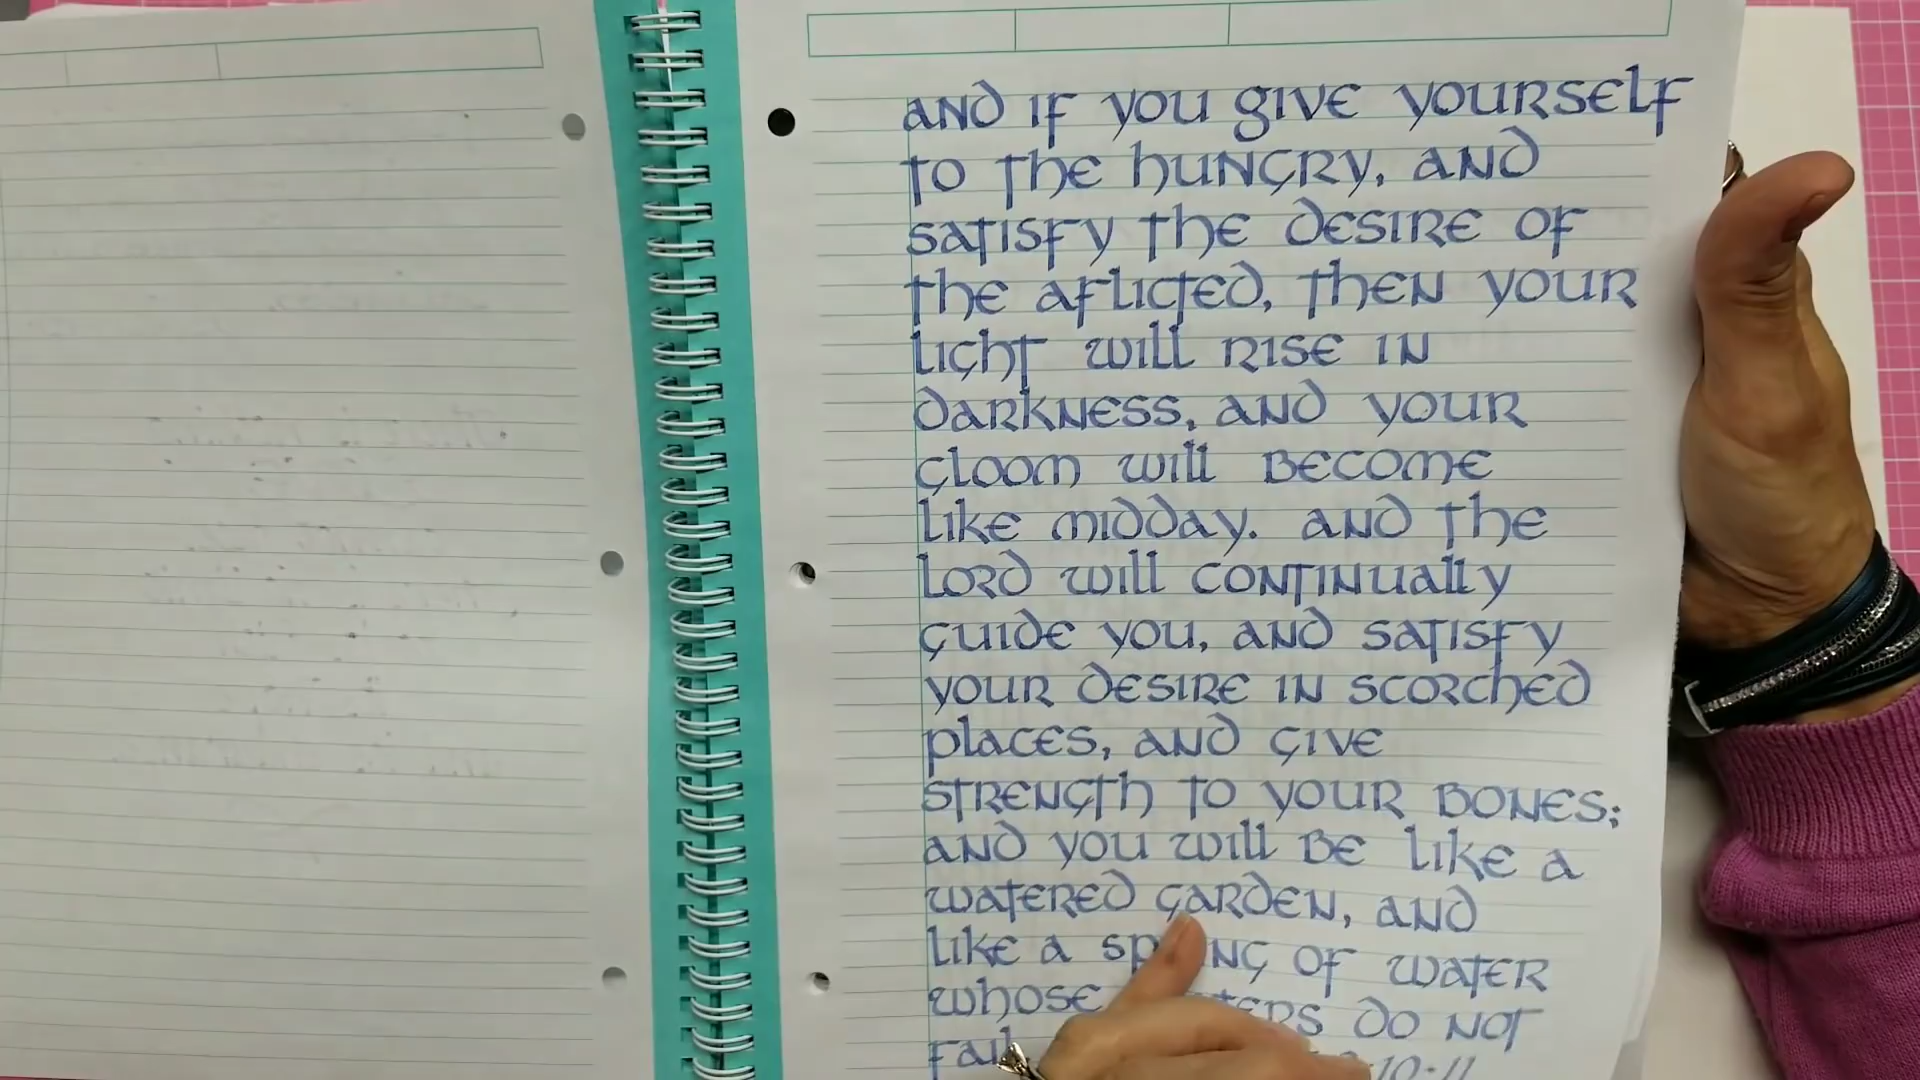 AND IF YOU GIVE YOURSELF
TO THE HUNGRY, AND
SATISFY THE DESIRE OF
THE AFLICTED, THEN YOUR
LIGHT WILL RISE IN
DARKNESS, AND YOUR
GLOOM WILL BECOME
LIKE MIDDAY. AND THE
LORD WILL CONTINUALLY
GUIDE YOU, AND SATISFY
YOUR DESIRE IN SCORCHED
PLACES, AND GIVE
STRENGTH TO YOUR BONES;
AND YOU WILL BE LIKE A
WATERED GARDEN, AND
LIKE A OF WATER
WHOSE DO NOT
10-11